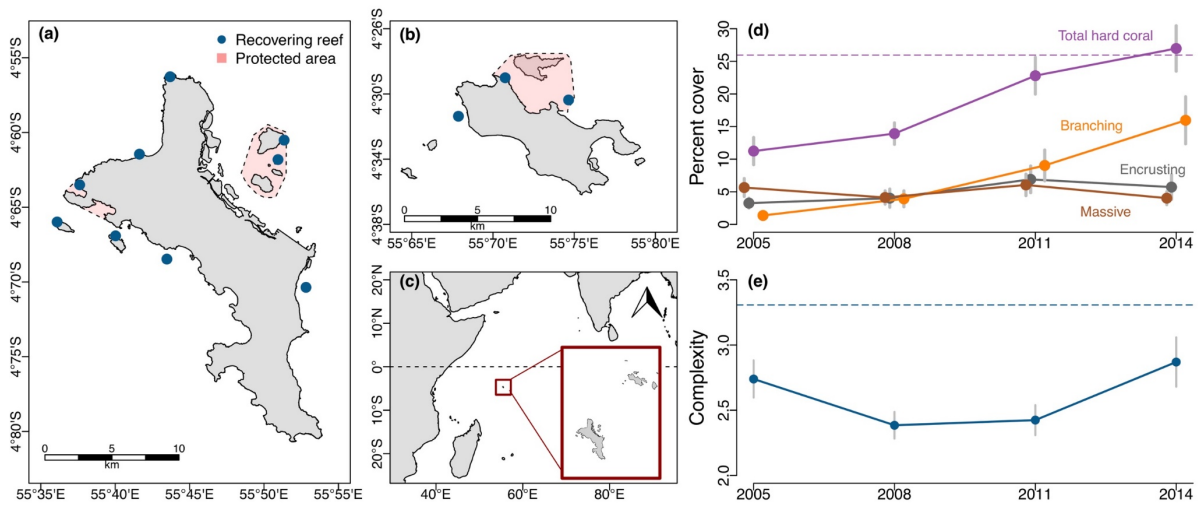 (a)
Recovering reef
Protected area
4°55'S
4°60'S
4°65'S
4°70'S
4°75'S
4°80'S
0 5 10
km
55°35'E 55°40'E 55°45'E 55°50'E 55°55'E
(b)
4°26'S
4°30'S
4°34'S
4°38'S
0 5 10
km
55°65'E 55°70'E 55°75'E 55°80'E
(c)
20°N
10°N
0°
10°S
20°S
40°E 60°E 80°E
(d)
Percent cover
30
25
20
15
10
5
0
Total hard coral
Branching
Encrusting
Massive
2005 2008 2011 2014
(e)
Complexity
3.5
3.0
2.5
2.0
2005 2008 2011 2014